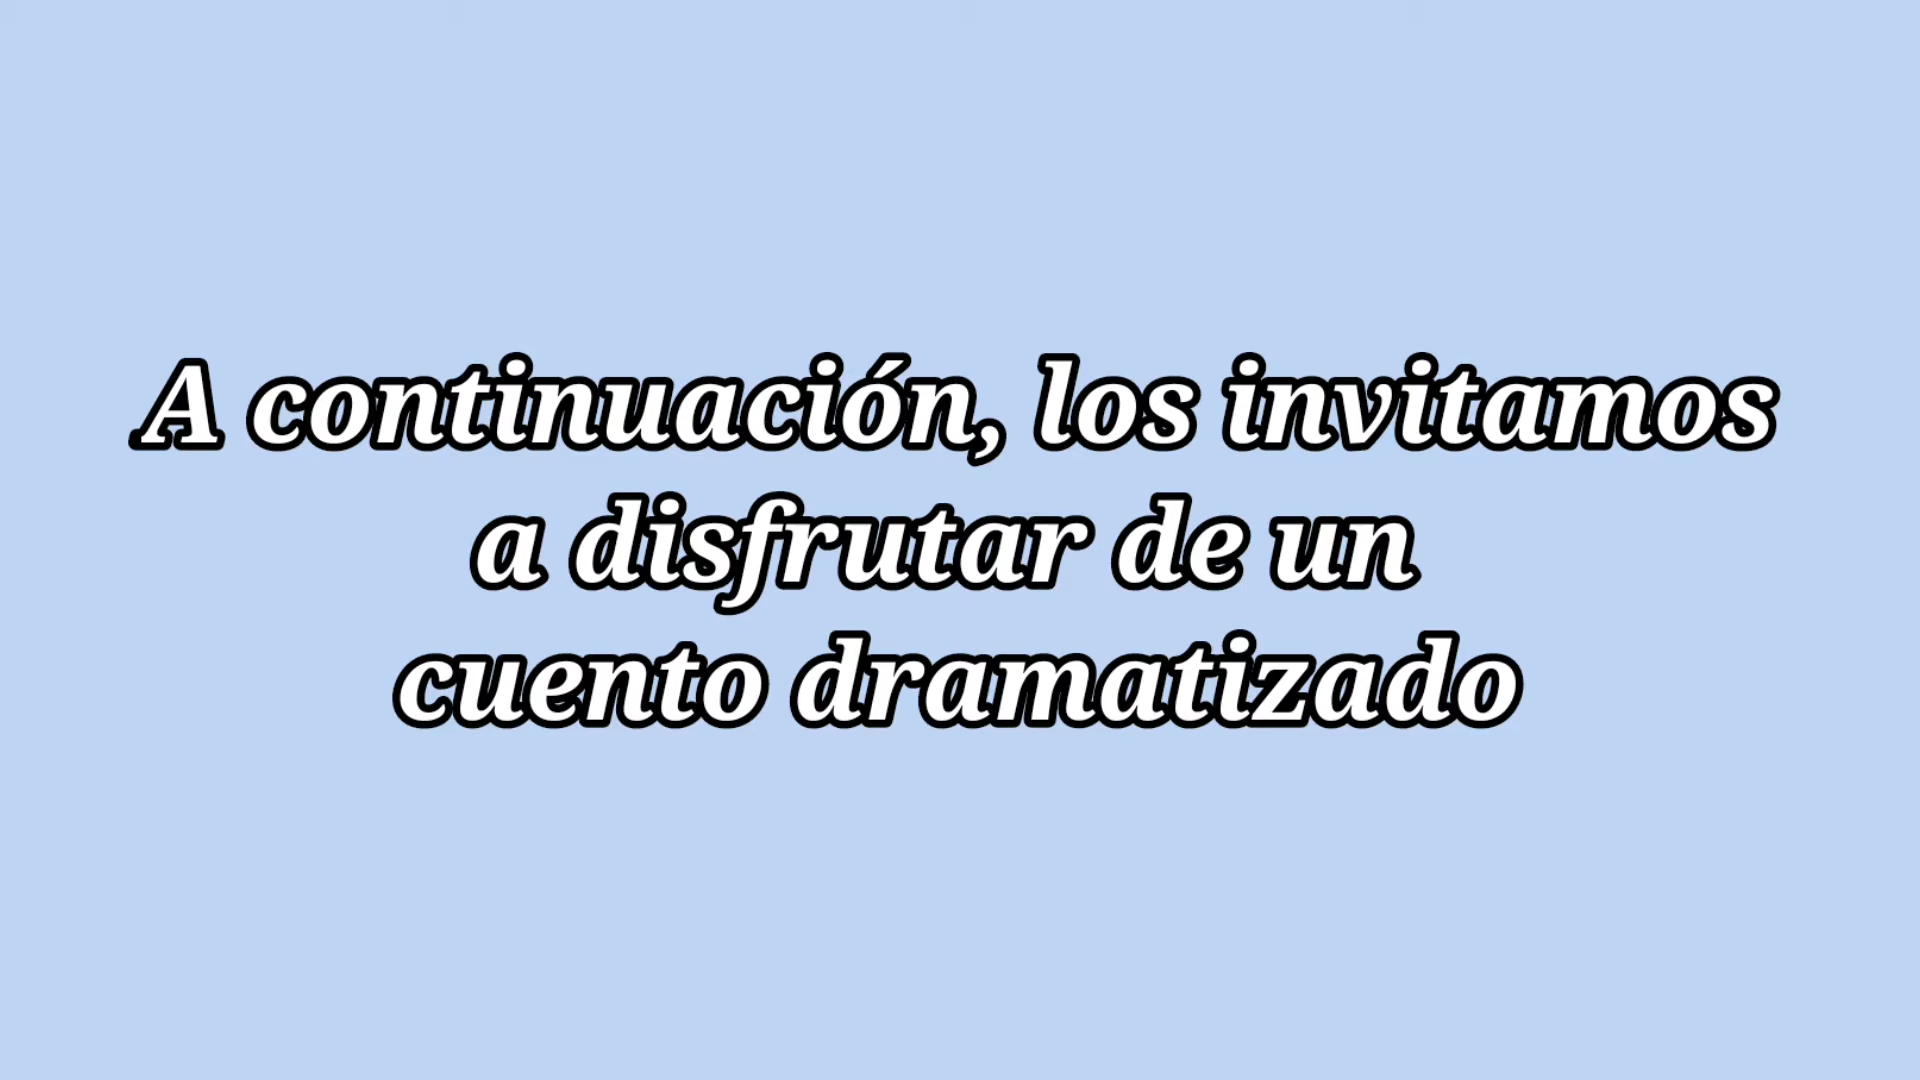 A continuación, los invitamos
a disfrutar de un
cuento dramatizado